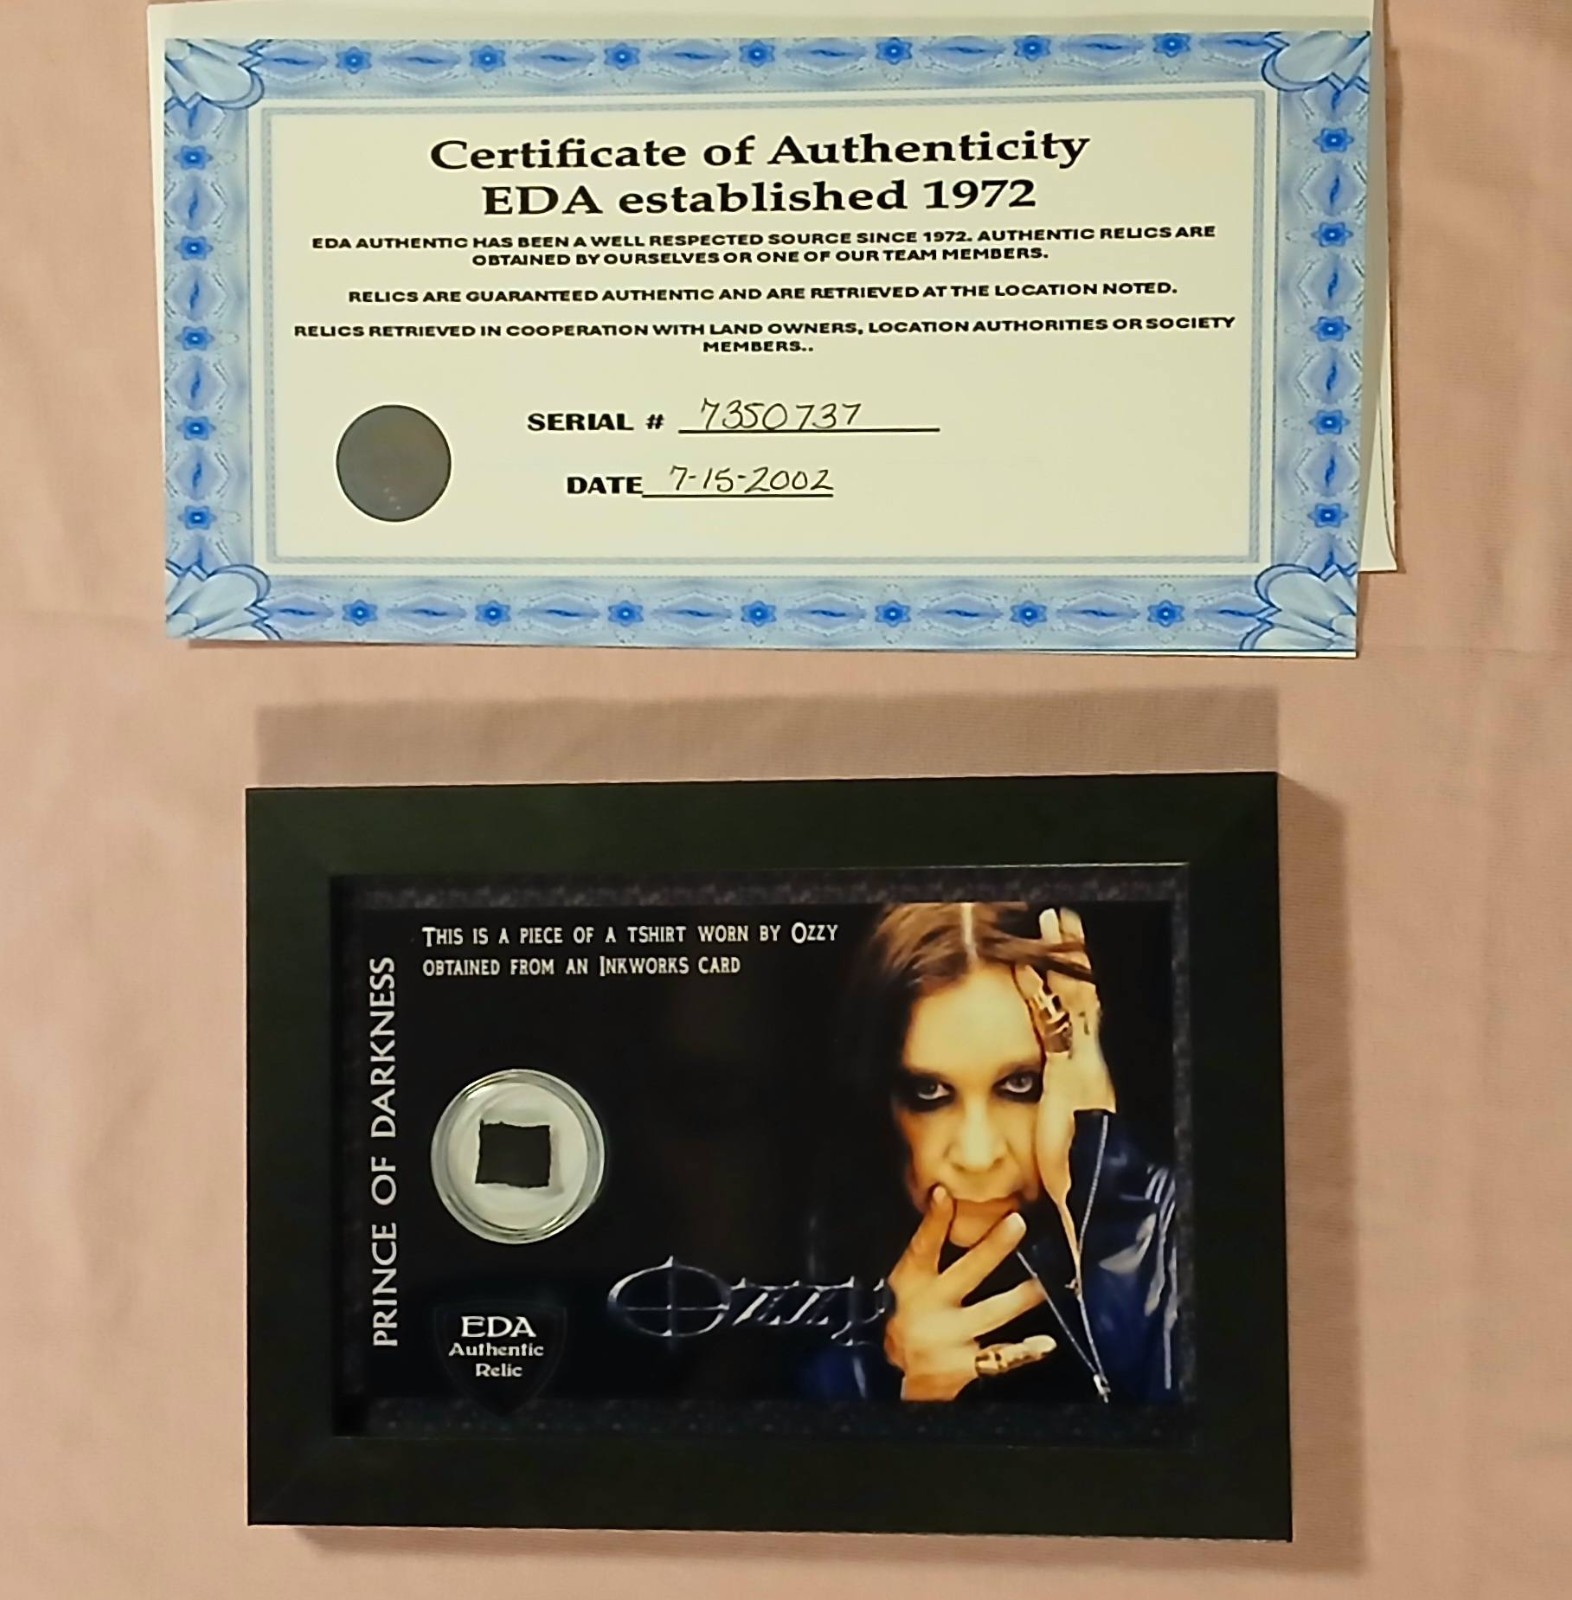 Certificate of Authenticity
EDA established 1972
EDA AUTHENTIC HAS BEEN A WELL RESPECTED SOURCE SINCE 1972. AUTHENTIC RELICS ARE
OBTAINED BY OURSELVES OR ONE OF OUR TEAM MEMBERS.
RELICS ARE GUARANTEED AUTHENTIC AND ARE RETRIEVED AT THE LOCATION NOTED.
RELICS RETRIEVED IN COOPERATION WITH LAND OWNERS, LOCATION AUTHORITIES OR SOCIETY
MEMBERS..
SERIAL # 7350737
DATE 7-15-2002
THIS IS A PIECE OF A TSHIRT WORN BY OZZY
OBTAINED FROM AN INKWORKS CARD
PRINCE OF DARKNESS
Ozzy
EDA
Authentic
Relic